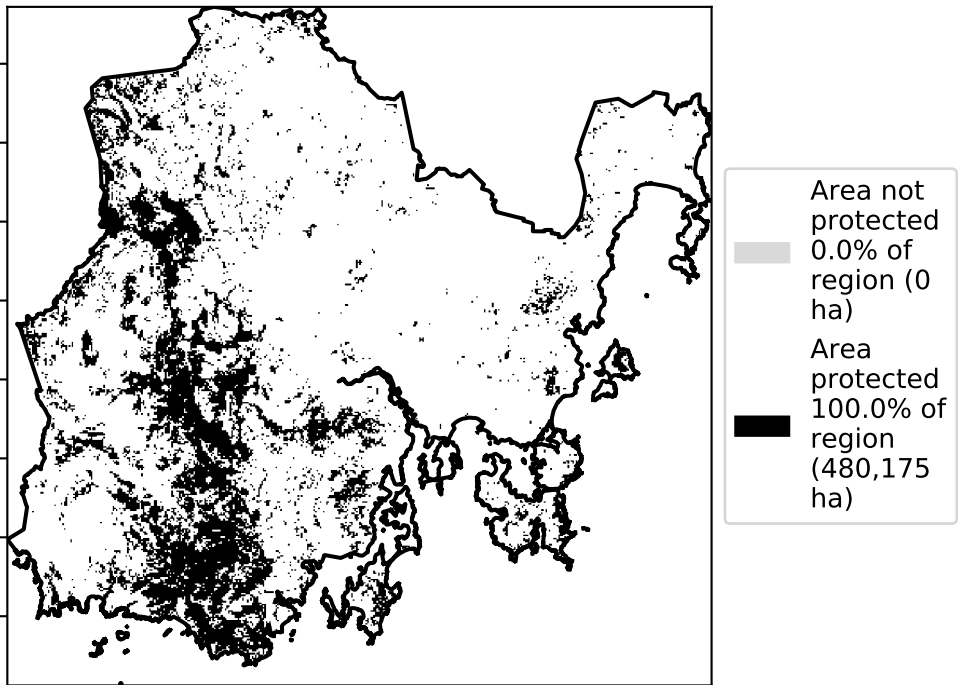 Area not
protected
0.0% of
region (0
ha)
Area
protected
100.0% of
region
(480,175
ha)